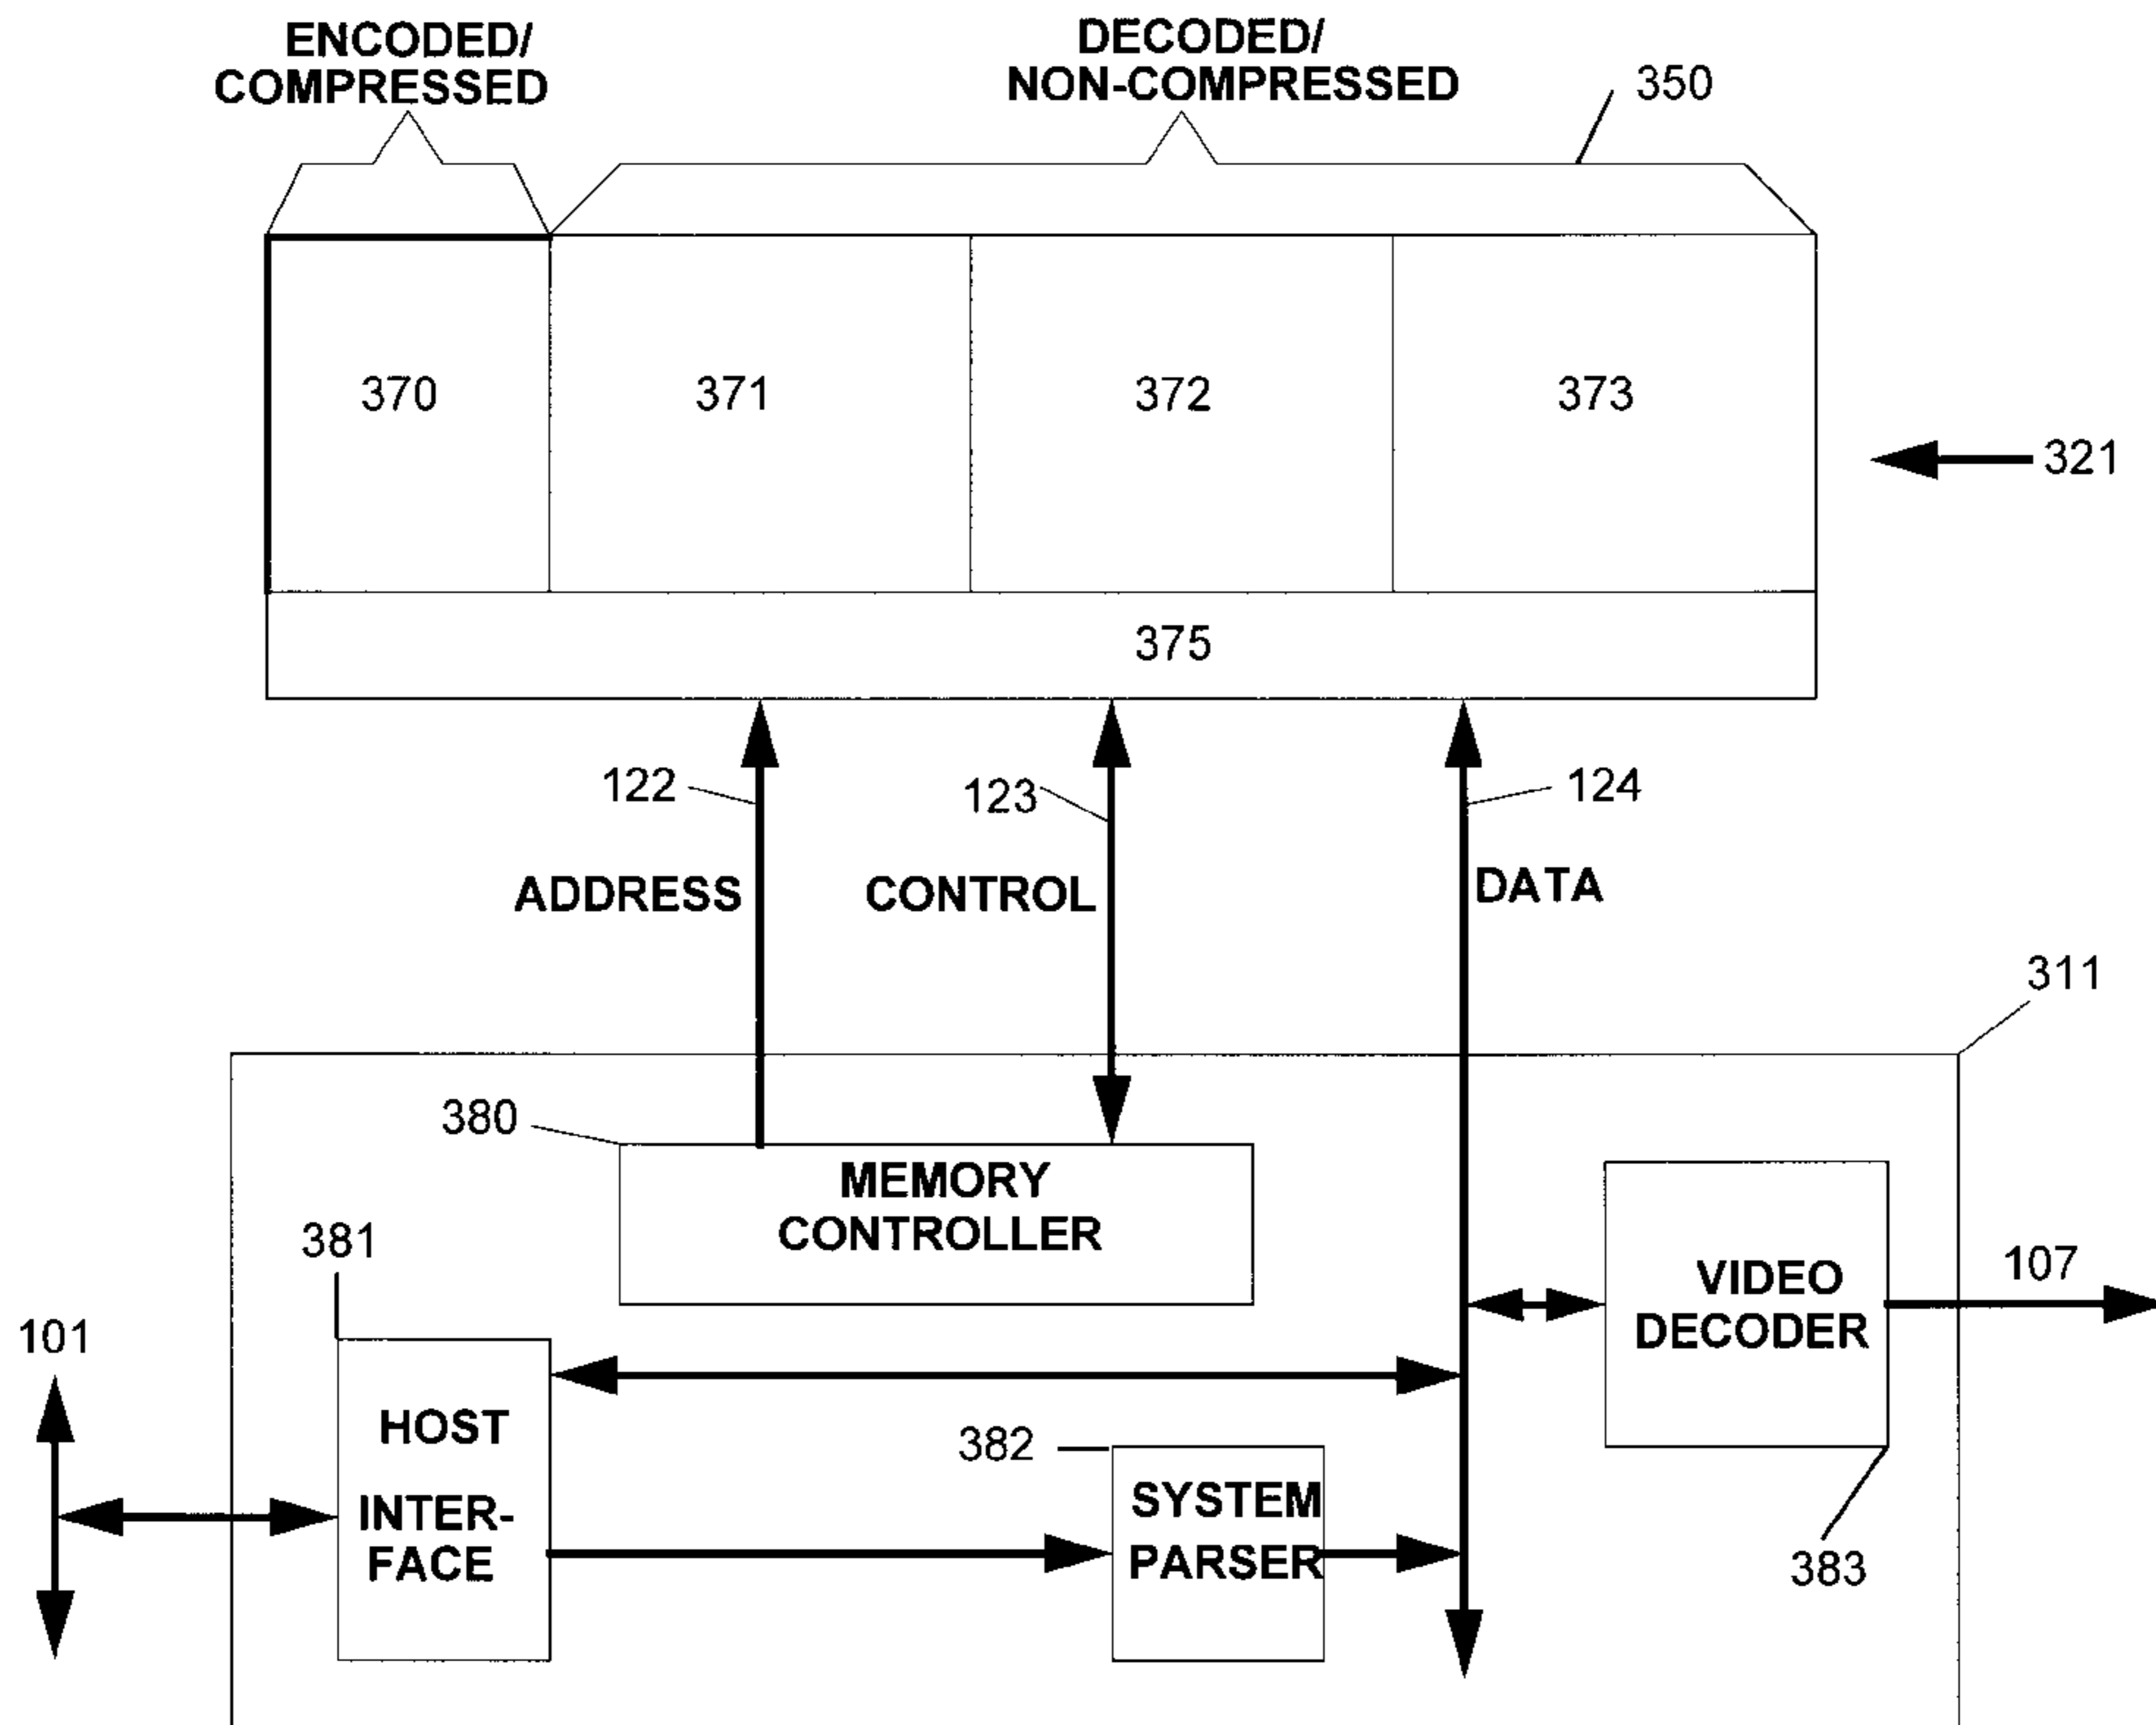 ENCODED/
COMPRESSED
DECODED/
NON-COMPRESSED
350
370
371
372
373
321
375
122
123
124
ADDRESS
CONTROL
DATA
311
380
MEMORY
CONTROLLER
381
101
HOST
INTER-
FACE
382
SYSTEM
PARSER
VIDEO
DECODER
107
383